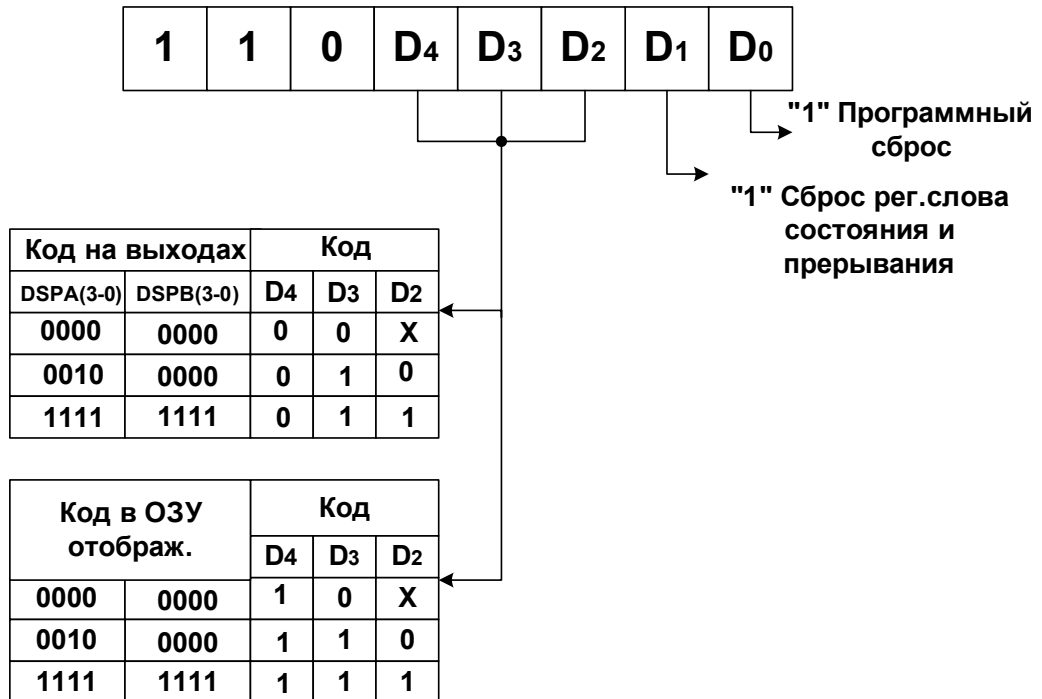 1 1 0 D4 D3 D2 D1 D0
"1" Программный
сброс
"1" Сброс рег.слова
состояния и
прерывания
Код на выходах Код
DSPA(3-0) DSPB(3-0) D4 D3 D2
0000 0000 0 0 X
0010 0000 0 1 0
1111 1111 0 1 1
Код в ОЗУ Код
отображ.
D4 D3 D2
0000 0000 1 0 X
0010 0000 1 1 0
1111 1111 1 1 1